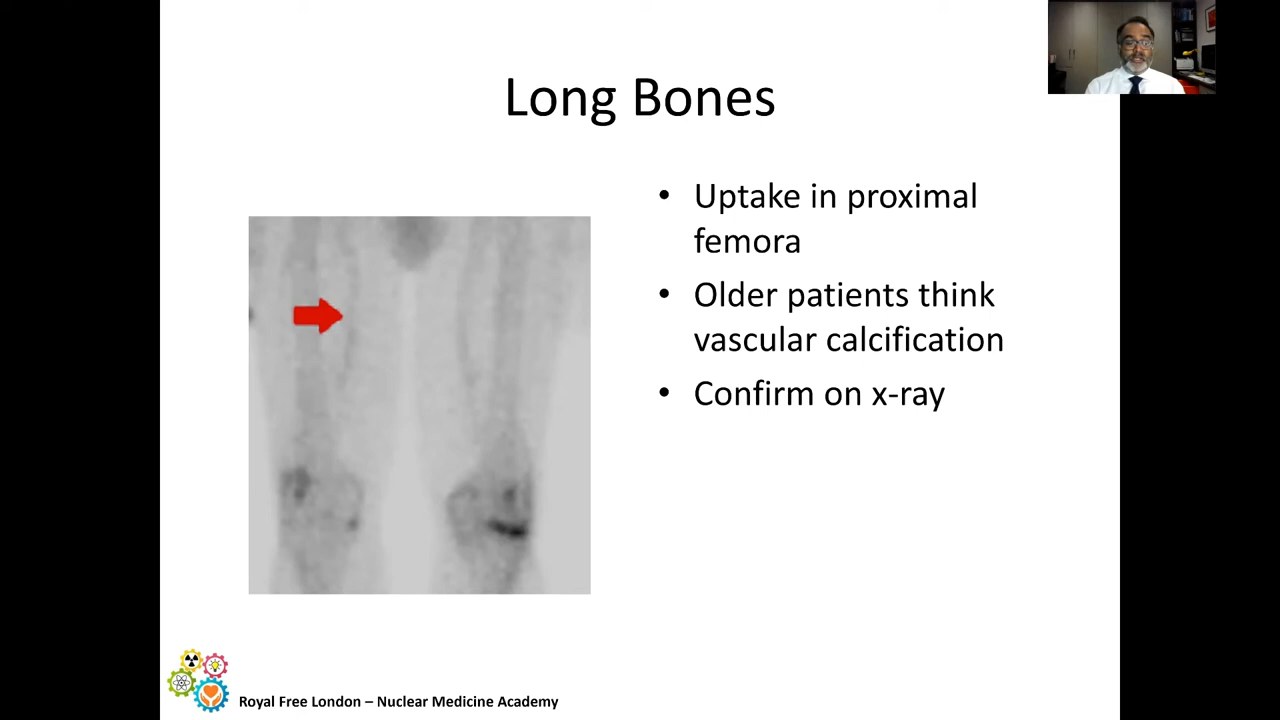 Long Bones
• Uptake in proximal
femora
• Older patients think
vascular calcification
• Confirm on x-ray
Royal Free London – Nuclear Medicine Academy